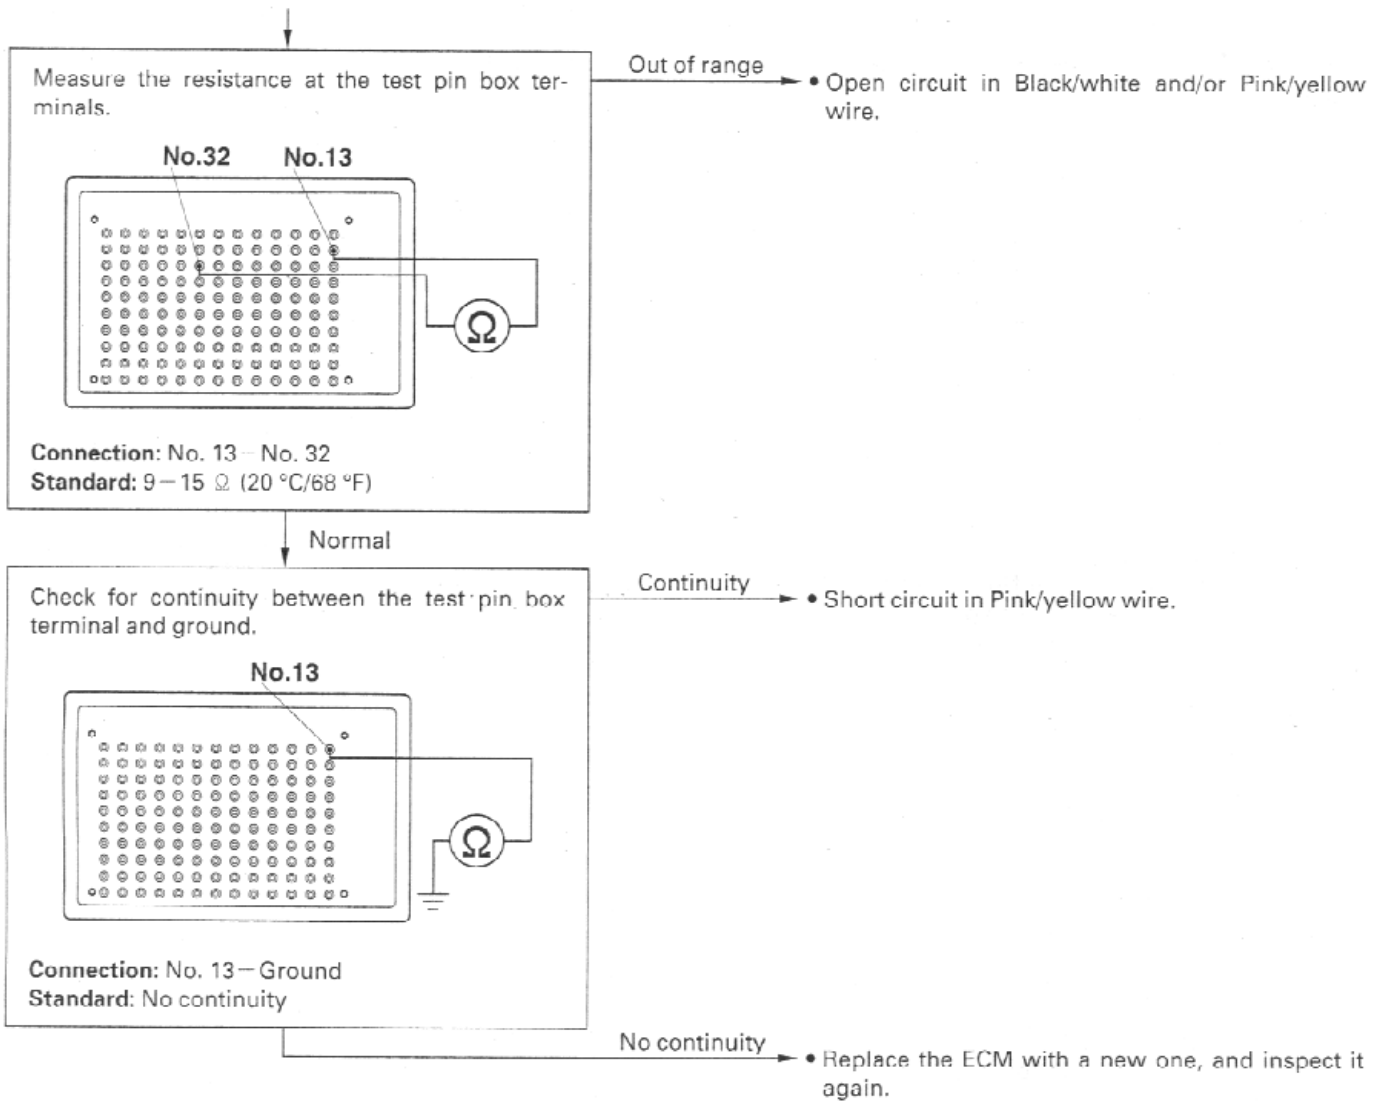 Measure the resistance at the test pin box ter-
minals.
Out of range
• Open circuit in Black/white and/or Pink/yellow
wire.
No.32 No.13
Ω
Connection: No. 13 – No. 32
Standard: 9－15 Ω (20 °C/68 °F)
Normal
Check for continuity between the test pin box
terminal and ground.
Continuity
• Short circuit in Pink/yellow wire.
No.13
Ω
Connection: No. 13－Ground
Standard: No continuity
No continuity
• Replace the ECM with a new one, and inspect it
again.